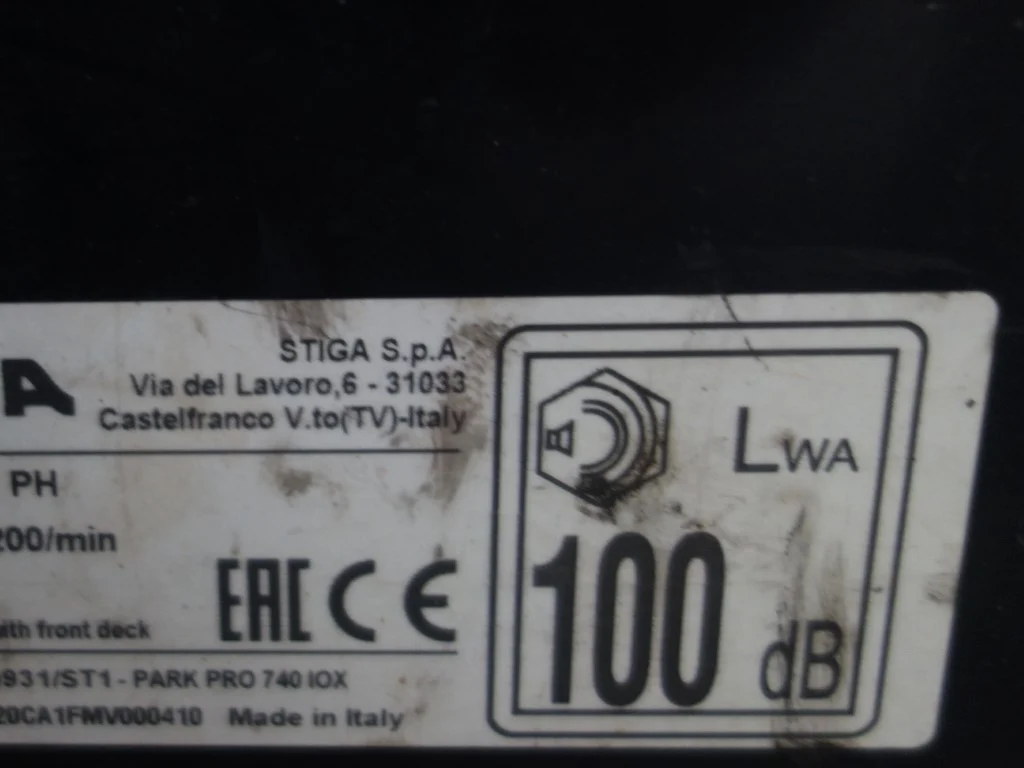 A
STIGA S.p.A.
Via del Lavoro,6 - 31033
Castelfranco V.to(TV)-Italy
PH
200/min
EAC CE
ith front deck
931/ST1 - PARK PRO 740 IOX
20CA1FMV000410 Made in Italy
LWA
100
dB